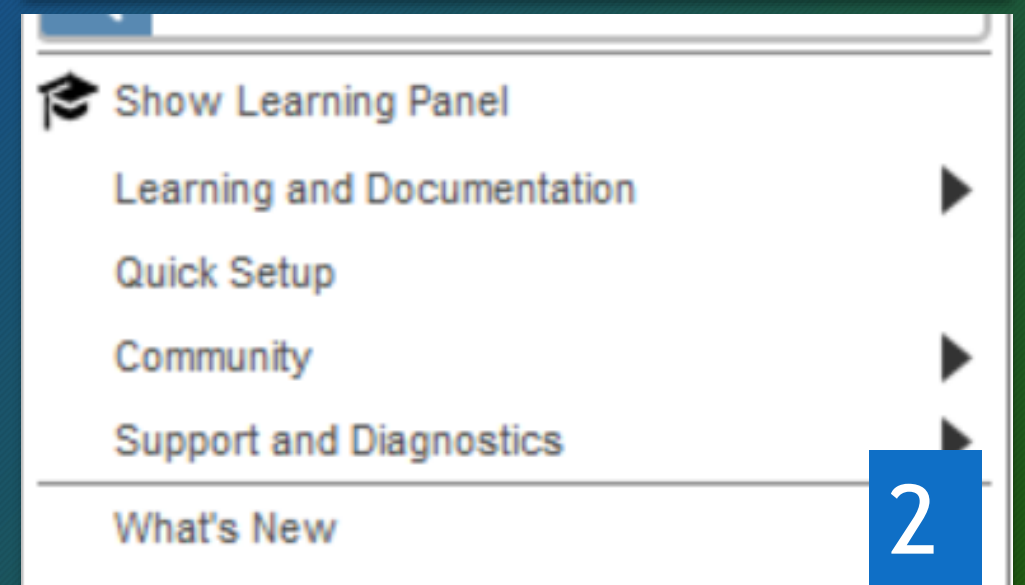 Show Learning Panel
Learning and Documentation
Quick Setup
Community
Support and Diagnostics
What's New
2